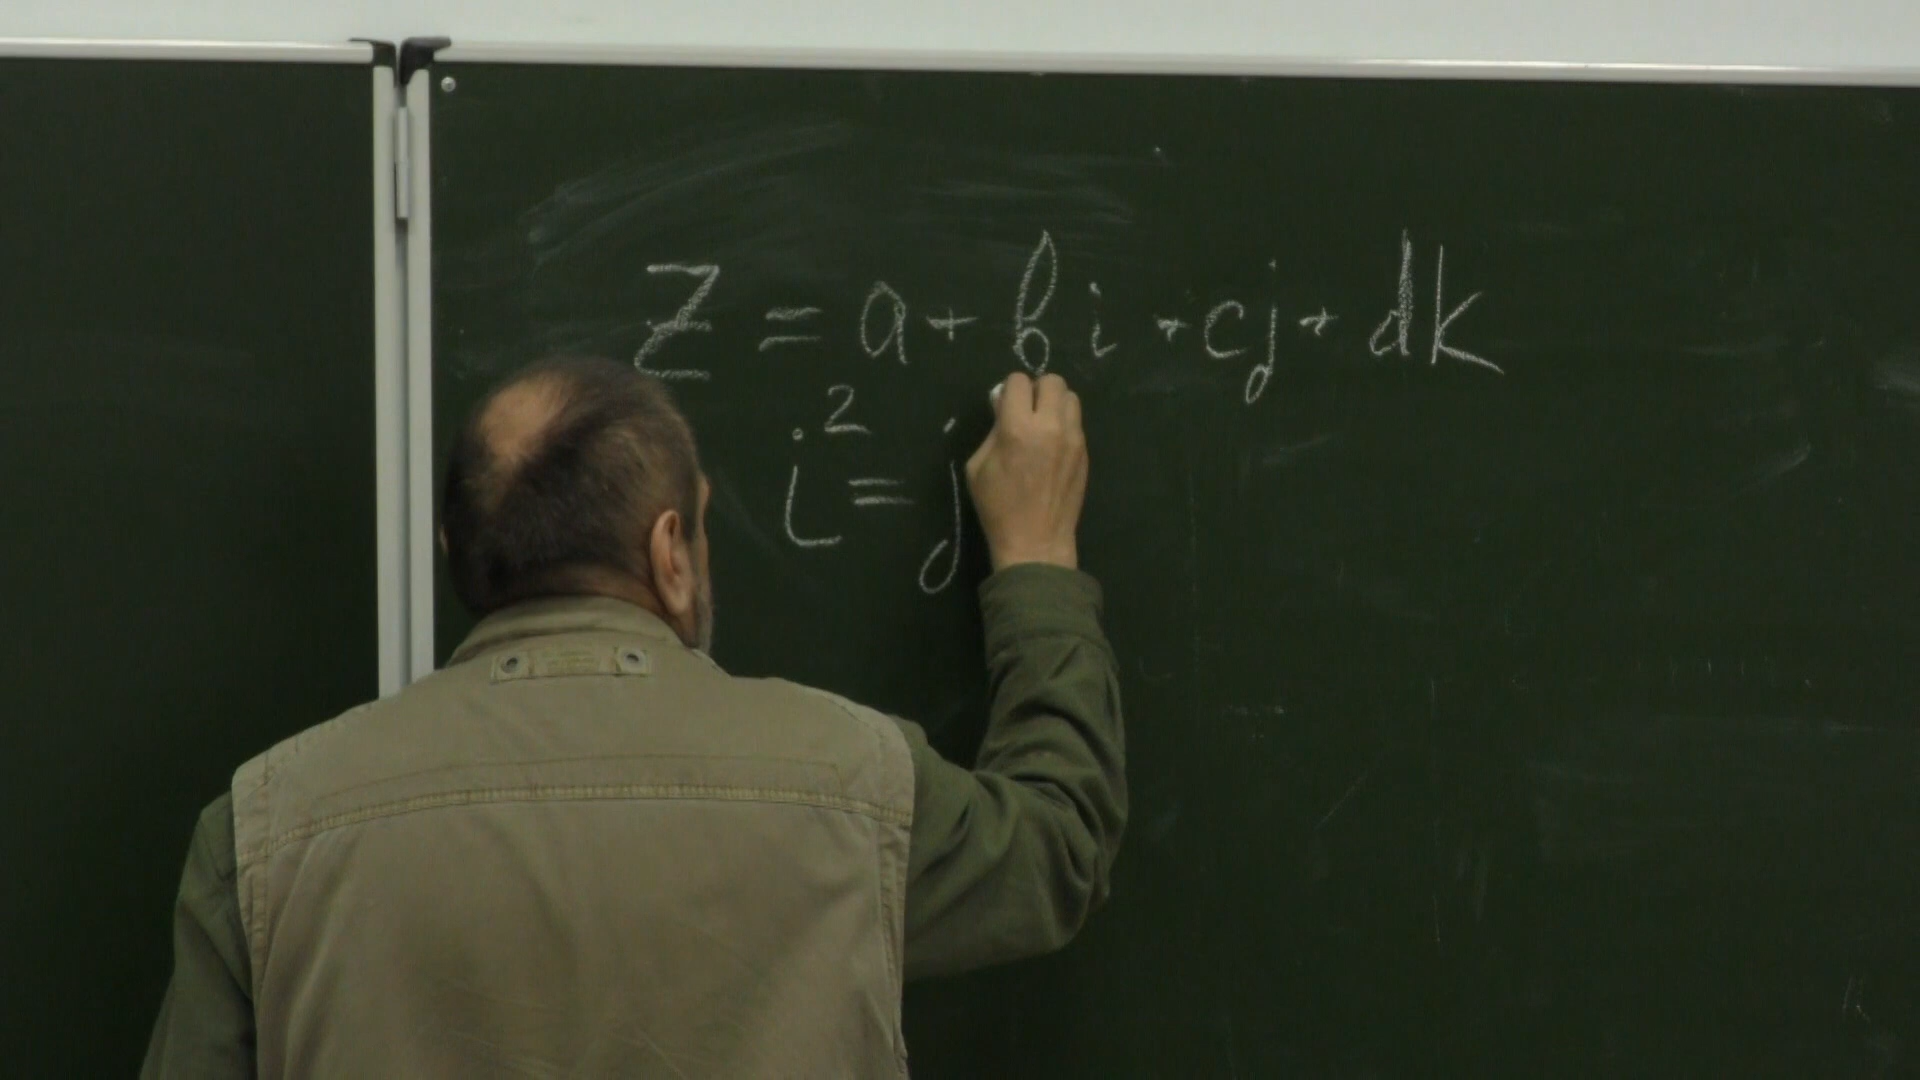 Z = a + bi + cj + dk
i² = j